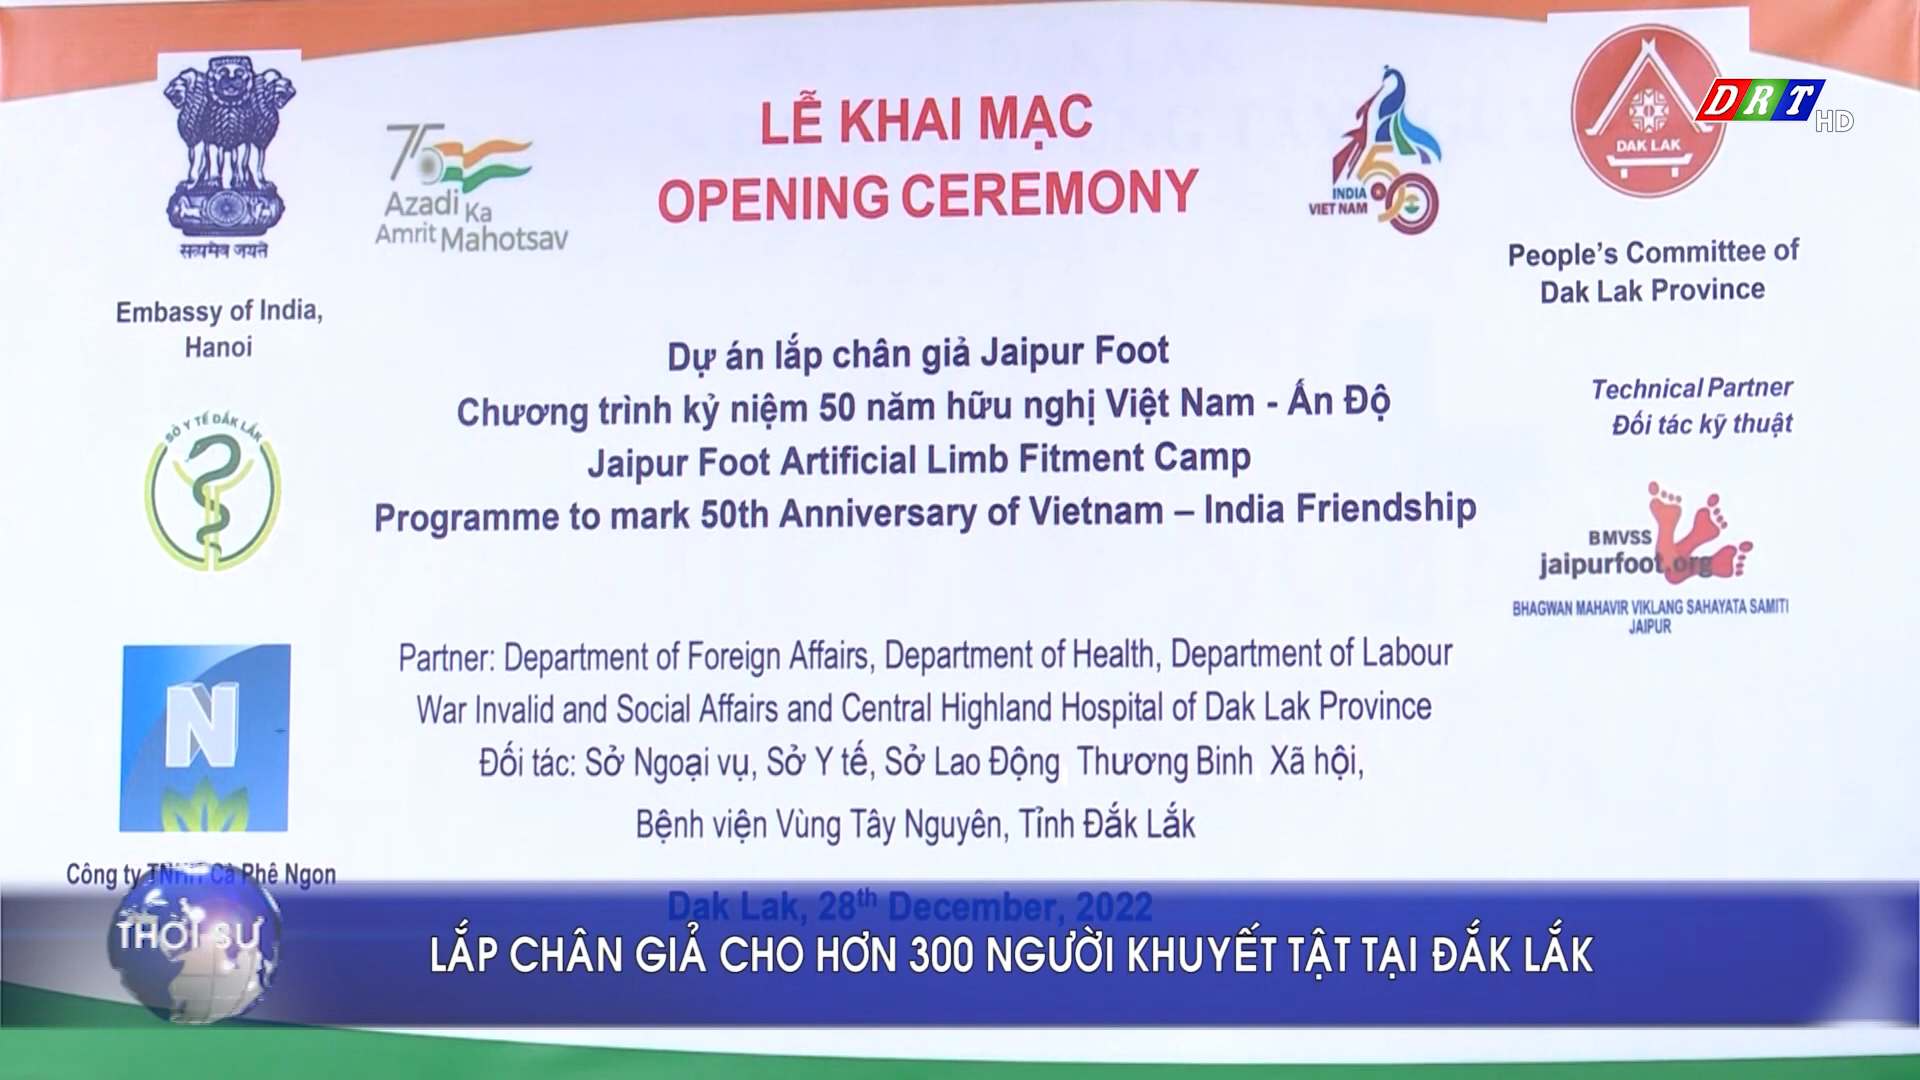 DRT HD
LỄ KHAI MẠC
OPENING CEREMONY
सत्यमेव जयते
Embassy of India,
Hanoi
75
Azadi Ka
Amrit Mahotsav
INDIA
VIET NAM
50
DAK LAK
People's Committee of
Dak Lak Province
Dự án lắp chân giả Jaipur Foot
Chương trình kỷ niệm 50 năm hữu nghị Việt Nam - Ấn Độ
Jaipur Foot Artificial Limb Fitment Camp
Programme to mark 50th Anniversary of Vietnam – India Friendship
Technical Partner
Đối tác kỹ thuật
SỞ Y TẾ ĐẮK LẮK
BMVSS
jaipurfoot.org
BHAGWAN MAHAVIR VIKLANG SAHAYATA SAMITI
JAIPUR
Partner: Department of Foreign Affairs, Department of Health, Department of Labour
War Invalid and Social Affairs and Central Highland Hospital of Dak Lak Province
Đối tác: Sở Ngoại vụ, Sở Y tế, Sở Lao Động Thương Binh Xã hội,
Bệnh viện Vùng Tây Nguyên, Tỉnh Đắk Lắk
N
Công ty TNHH Cà Phê Ngon
Dak Lak, 28th December, 2022
THỜI SỰ
LẮP CHÂN GIẢ CHO HƠN 300 NGƯỜI KHUYẾT TẬT TẠI ĐẮK LẮK